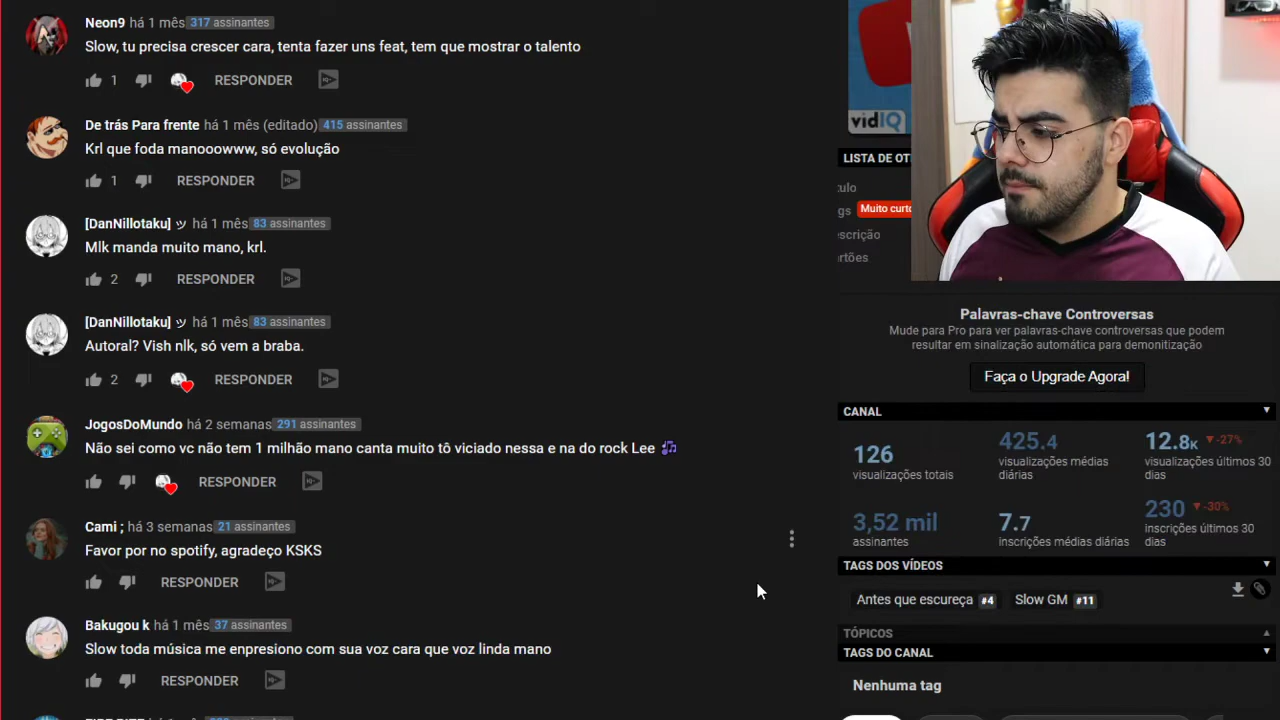 Neon9 há 1 mês 317 assinantes
Slow, tu precisa crescer cara, tenta fazer uns feat, tem que mostrar o talento
1 RESPONDER
De trás Para frente há 1 mês (editado) 415 assinantes
Krl que foda manooowww, só evolução
1 RESPONDER
[DanNillotaku] ッ há 1 mês 83 assinantes
Mlk manda muito mano, krl.
2 RESPONDER
[DanNillotaku] ッ há 1 mês 83 assinantes
Autoral? Vish nlk, só vem a braba.
2 RESPONDER
JogosDoMundo há 2 semanas 291 assinantes
Não sei como vc não tem 1 milhão mano canta muito tô viciado nessa e na do rock Lee 🎶
RESPONDER
Cami ; há 3 semanas 21 assinantes
Favor por no spotify, agradeço KSKS
RESPONDER
Bakugou k há 1 mês 37 assinantes
Slow toda música me enpresiono com sua voz cara que voz linda mano
RESPONDER
vidIQ
LISTA DE
Muito curto
Palavras-chave Controversas
Mude para Pro para ver palavras-chave controversas que podem
resultar em sinalização automática para demonitização
Faça o Upgrade Agora!
CANAL
126
visualizações totais
425.4
visualizações médias
diárias
12.8K ▼-27%
visualizações últimos 30
dias
3,52 mil
assinantes
7.7
inscrições médias diárias
230 ▼-30%
inscrições últimos 30
dias
TAGS DOS VÍDEOS
Antes que escureça #4 Slow GM #11
TÓPICOS
TAGS DO CANAL
Nenhuma tag